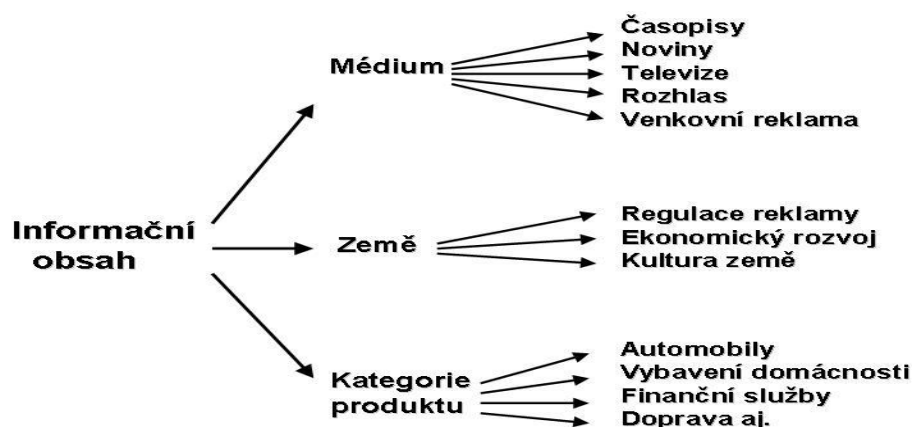 Informační
obsah
Médium
Časopisy
Noviny
Televize
Rozhlas
Venkovní reklama
Země
Regulace reklamy
Ekonomický rozvoj
Kultura země
Kategorie
produktu
Automobily
Vybavení domácnosti
Finanční služby
Doprava aj.